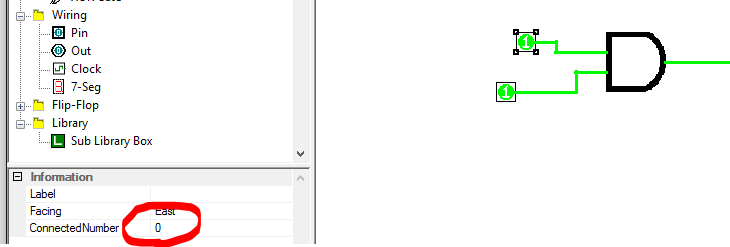 Wiring
Pin
Out
Clock
7-Seg
Flip-Flop
Library
Sub Library Box
Information
Label
Facing East
ConnectedNumber 0
1
1